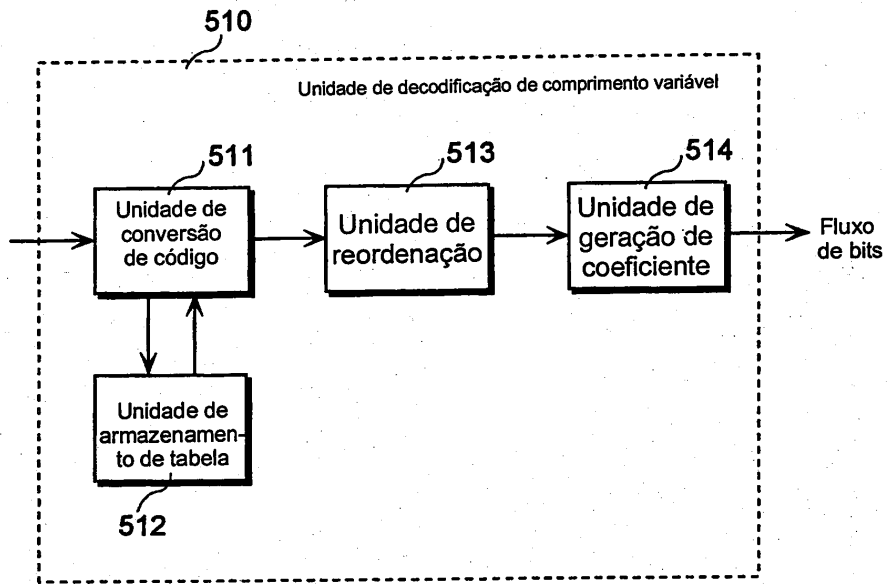 510
Unidade de decodificação de comprimento variável
511
513
514
Unidade de
conversão
de código
Unidade de
reordenação
Unidade de
geração de
coeficiente
Fluxo
de bits
Unidade de
armazenamen-
to de tabela
512